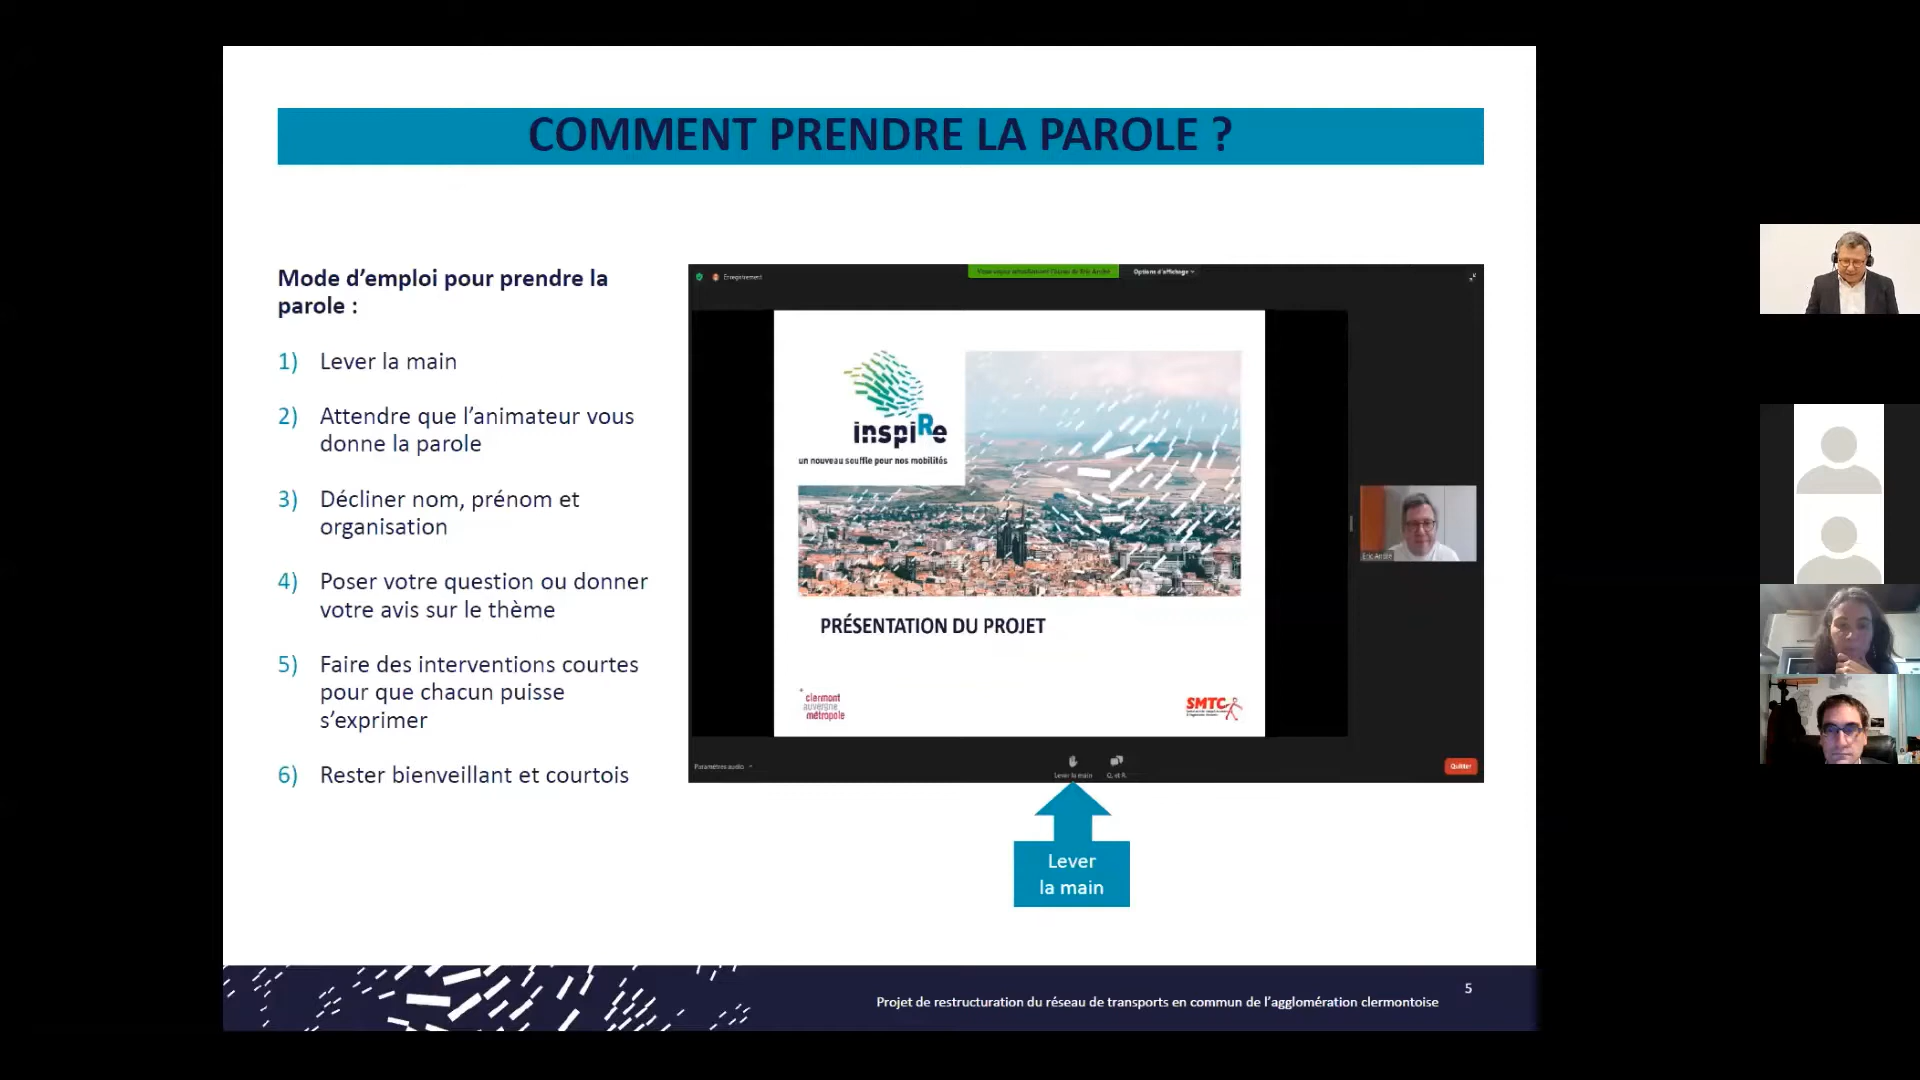 COMMENT PRENDRE LA PAROLE ?
Mode d’emploi pour prendre la
parole :
1) Lever la main
2) Attendre que l’animateur vous
donne la parole
3) Décliner nom, prénom et
organisation
4) Poser votre question ou donner
votre avis sur le thème
5) Faire des interventions courtes
pour que chacun puisse
s’exprimer
6) Rester bienveillant et courtois
Enregistrement
Options d'affichage
inspiRe
un nouveau souffle pour nos mobilités
Eric André
PRÉSENTATION DU PROJET
clermont
auvergne
métropole
SMTC
Paramètres audio
Lever la main
Q. et R.
Quitter
Lever
la main
Projet de restructuration du réseau de transports en commun de l’agglomération clermontoise
5